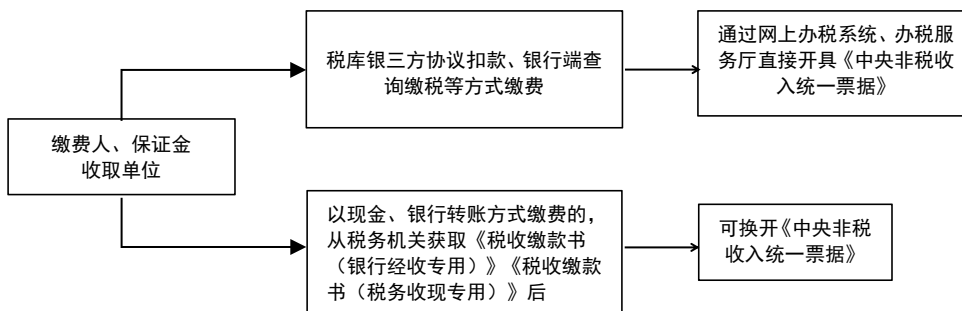 缴费人、保证金
收取单位
税库银三方协议扣款、银行端查
询缴税等方式缴费
通过网上办税系统、办税服
务厅直接开具《中央非税收
入统一票据》
以现金、银行转账方式缴费的，
从税务机关获取《税收缴款书
（银行经收专用）》《税收缴款
书（税务收现专用）》后
可换开《中央非税
收入统一票据》